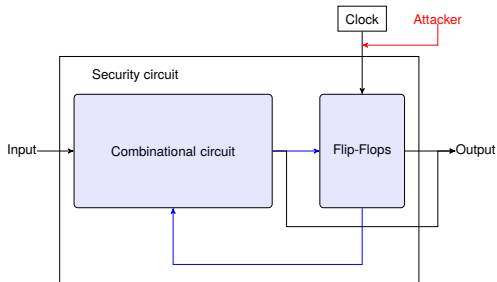 Clock
Attacker
Security circuit
Input
Combinational circuit
Flip-Flops
Output